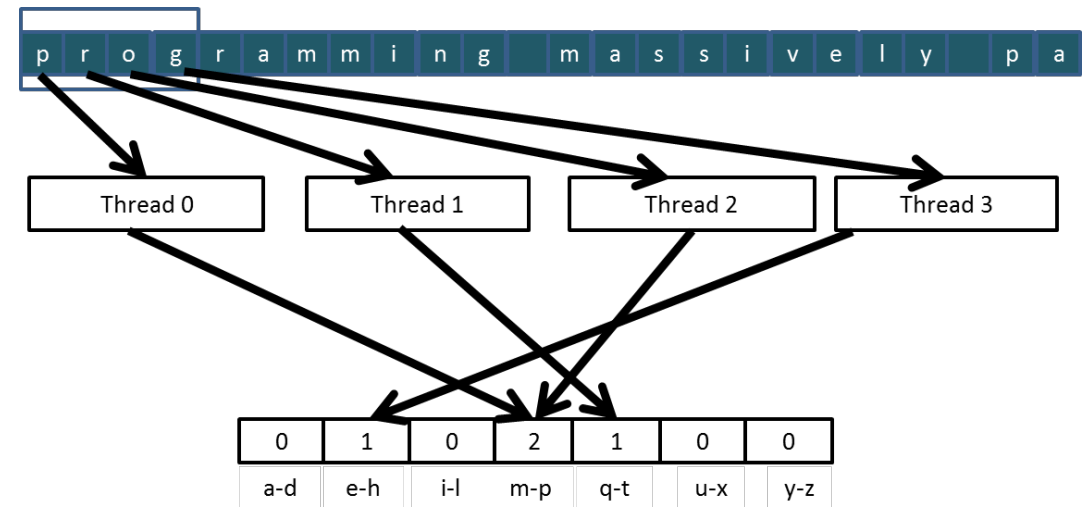 p r o g r a m m i n g m a s s i v e l y p a
Thread 0 Thread 1 Thread 2 Thread 3
0 1 0 2 1 0 0
a-d e-h i-l m-p q-t u-x y-z